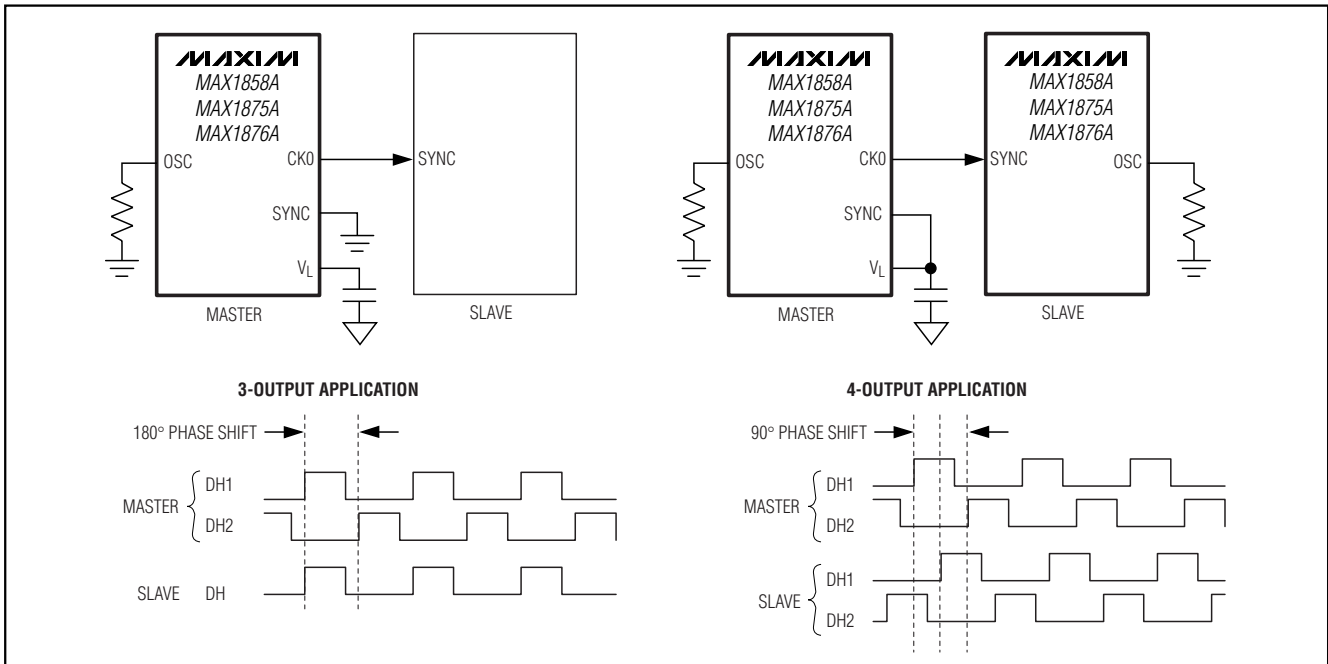 MAXIM
MAX1858A
MAX1875A
MAX1876A
OSC
CK0
SYNC
VL
MASTER
SYNC
SLAVE
3-OUTPUT APPLICATION
180° PHASE SHIFT
MASTER
DH1
DH2
SLAVE DH
MAXIM
MAX1858A
MAX1875A
MAX1876A
OSC
CK0
SYNC
VL
MASTER
MAXIM
MAX1858A
MAX1875A
MAX1876A
SYNC
OSC
SLAVE
4-OUTPUT APPLICATION
90° PHASE SHIFT
MASTER
DH1
DH2
SLAVE
DH1
DH2